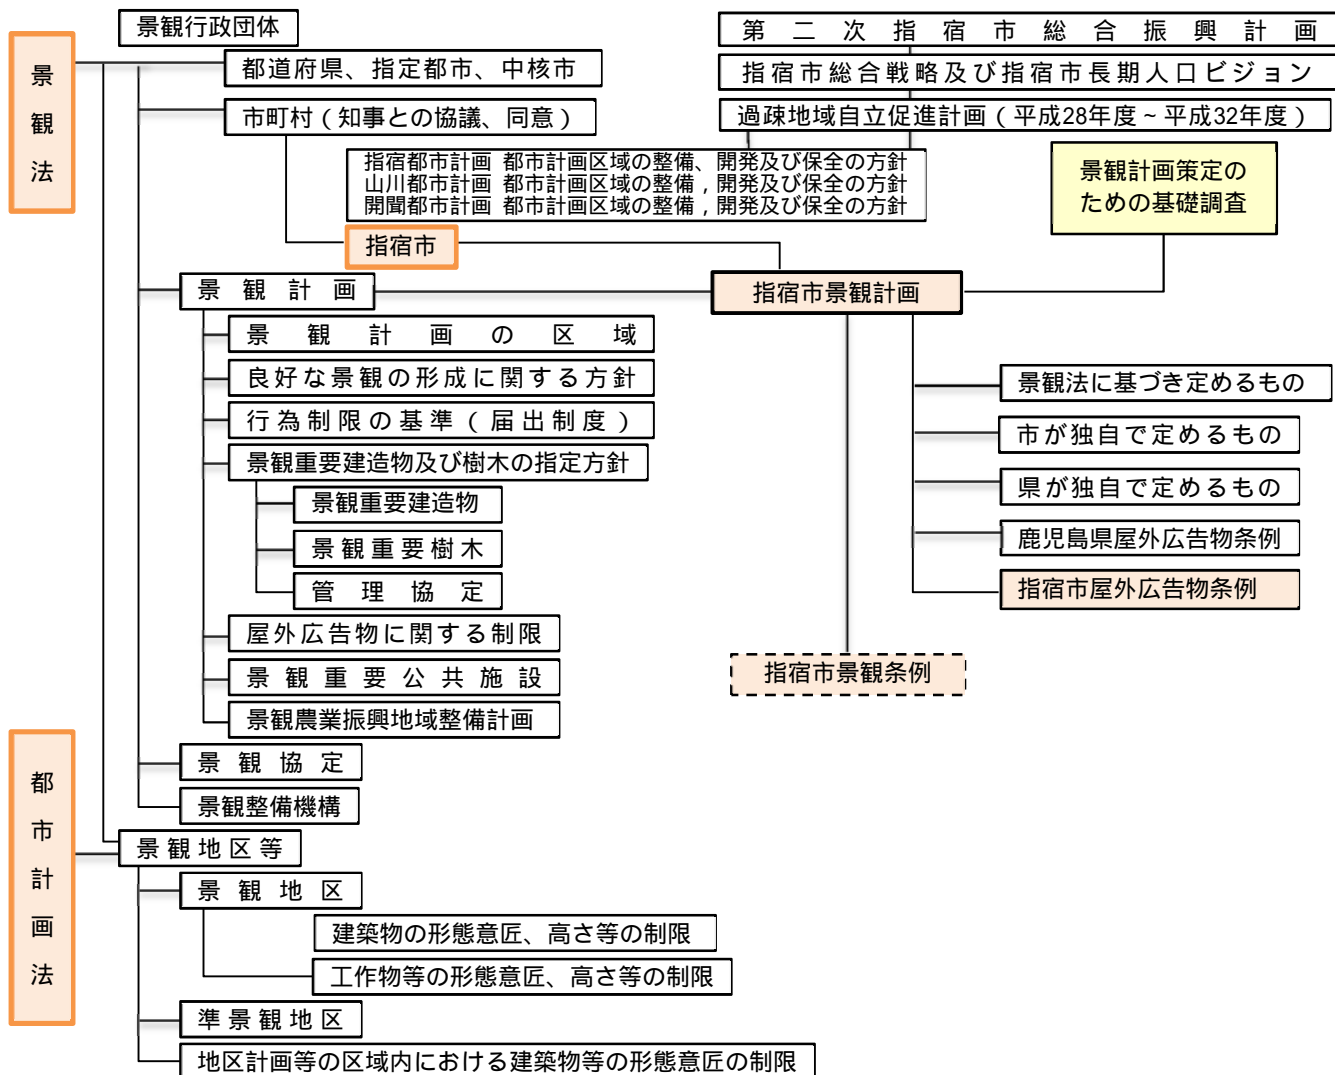 景観法
景観行政団体
都道府県、指定都市、中核市
市町村（知事との協議、同意）
第二次指宿市総合振興計画
指宿市総合戦略及び指宿市長期人口ビジョン
過疎地域自立促進計画（平成28年度～平成32年度）
指宿都市計画 都市計画区域の整備、開発及び保全の方針
山川都市計画 都市計画区域の整備，開発及び保全の方針
開聞都市計画 都市計画区域の整備，開発及び保全の方針
景観計画策定の
ための基礎調査
指宿市
景観計画
指宿市景観計画
景観計画の区域
良好な景観の形成に関する方針
行為制限の基準（届出制度）
景観重要建造物及び樹木の指定方針
景観重要建造物
景観重要樹木
管理協定
屋外広告物に関する制限
景観重要公共施設
景観農業振興地域整備計画
景観法に基づき定めるもの
市が独自で定めるもの
県が独自で定めるもの
鹿児島県屋外広告物条例
指宿市屋外広告物条例
指宿市景観条例
景観協定
景観整備機構
都市計画法
景観地区等
景観地区
建築物の形態意匠、高さ等の制限
工作物等の形態意匠、高さ等の制限
準景観地区
地区計画等の区域内における建築物等の形態意匠の制限